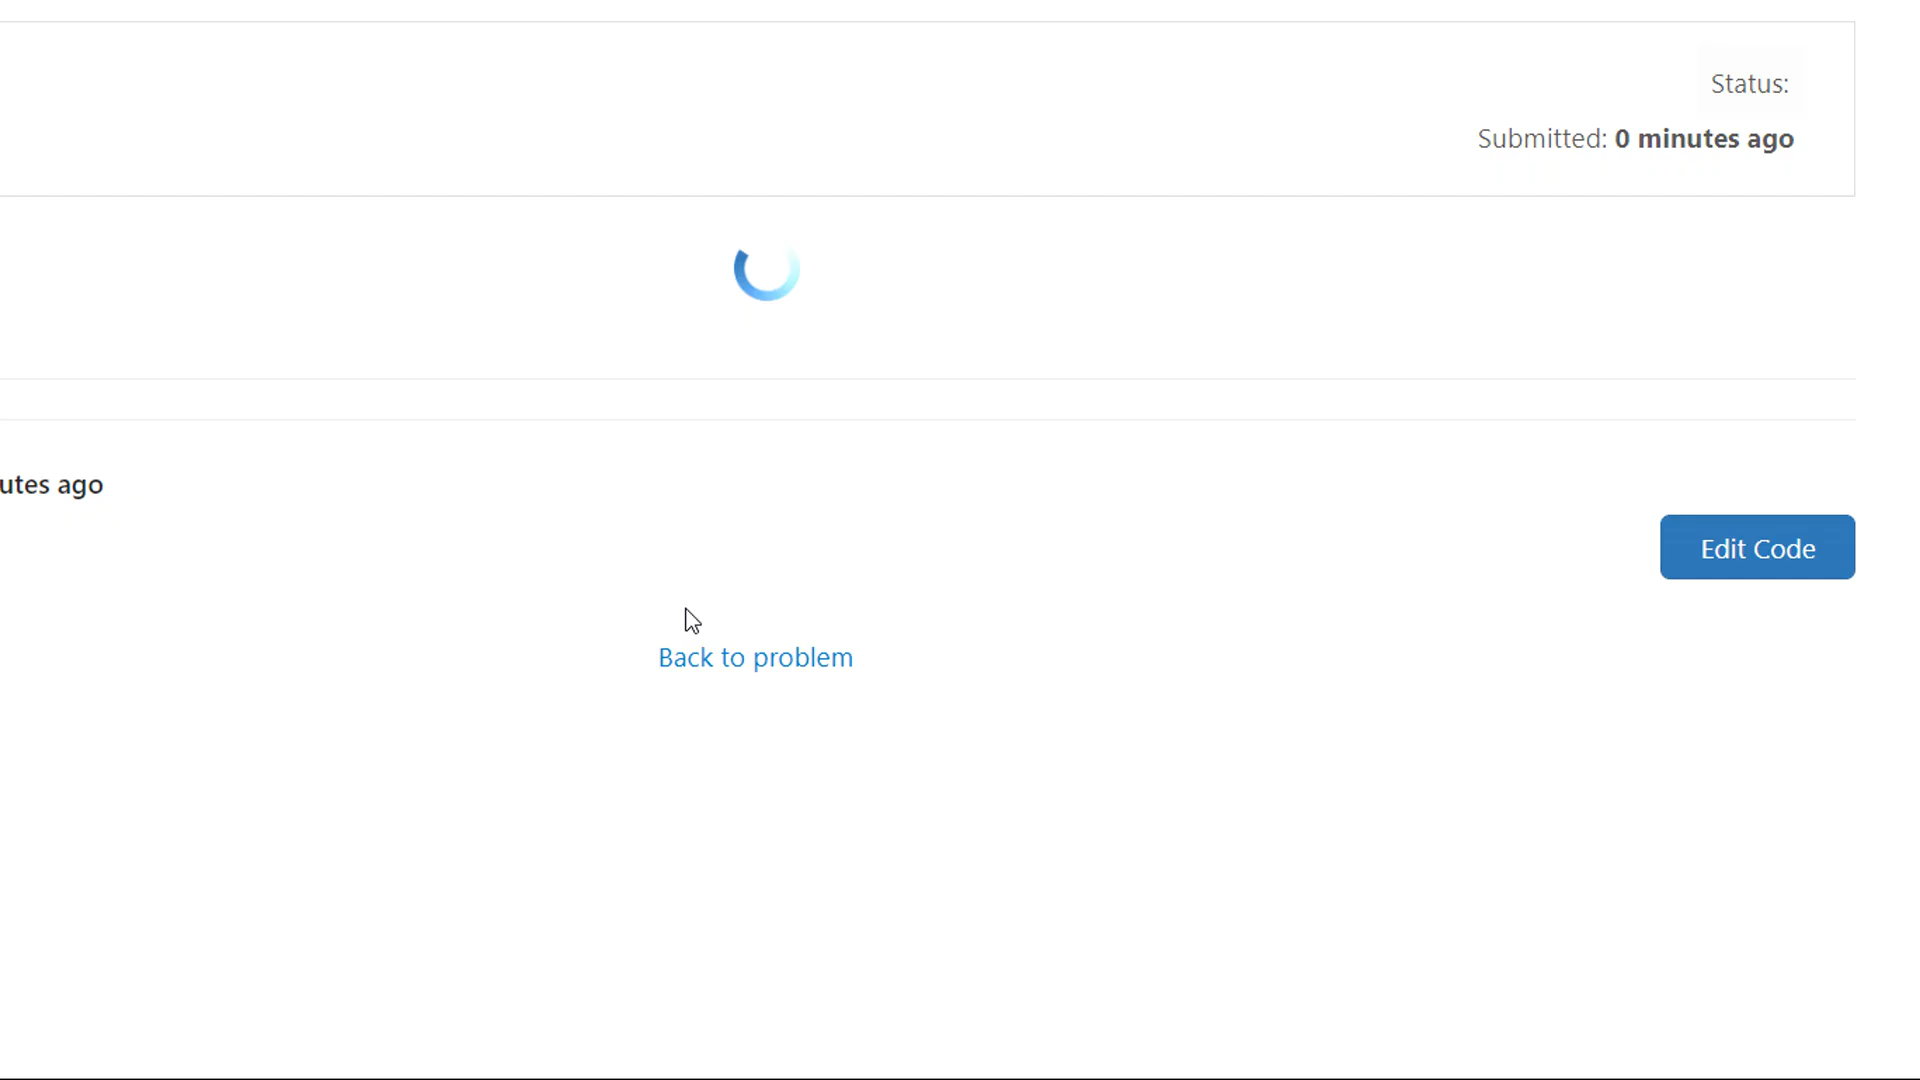 Status:
Submitted: 0 minutes ago
utes ago
Edit Code
Back to problem